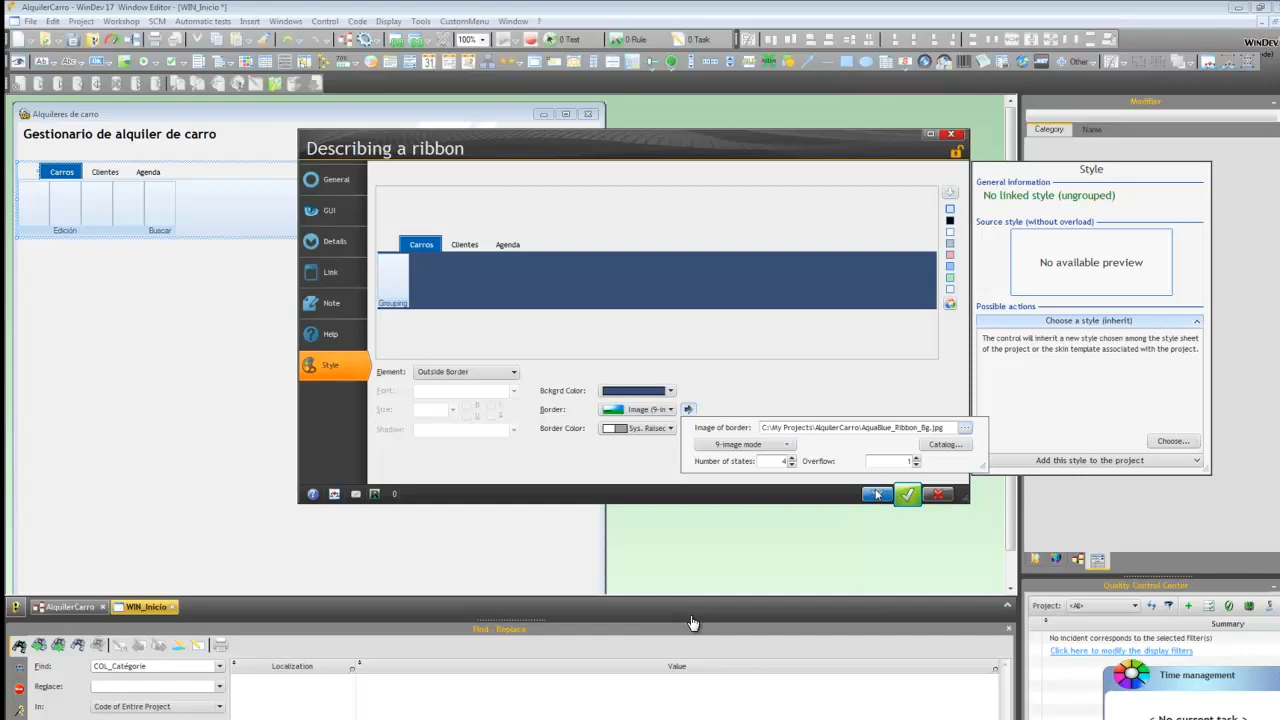 AlquilerCarro - WinDev 17  Window Editor - [WIN_Inicio *]
File Edit Project Workshop SCM Automatic tests Insert Windows Control Code Display Tools CustomMenu Window ?
100% 0 Test 0 Rule 0 Task WINDEV
Other
Alquileres de carro
Gestionario de alquiler de carro
Carros Clientes Agenda
Edición Buscar
Describing a ribbon
General
GUI
Details
Link
Note
Help
Style
Carros Clientes Agenda
Grouping
Element: Outside Border
Font:
Size:
Shadow:
Bckgrd Color:
Border: Image (9-in
Border Color: Sys. Raisec
Image of border: C:\My Projects\AlquilerCarro\AquaBlue_Ribbon_Bg.jpg ...
9-image mode Catalog...
Number of states: 4 Overflow: 1
0
Modifier
Category Name
Style
General information
No linked style (ungrouped)
Source style (without overload)
No available preview
Possible actions
Choose a style (inherit)
The control will inherit a new style chosen among the style sheet
of the project or the skin template associated with the project.
Choose...
Add this style to the project
AlquilerCarro WIN_Inicio
Find - Replace
Find: COL_Catégorie
Replace:
In: Code of Entire Project
Localization Value
Quality Control Center
Project: <All>
Summary
No incident corresponds to the selected filter(s)
Click here to modify the display filters
Time management
< No current task >